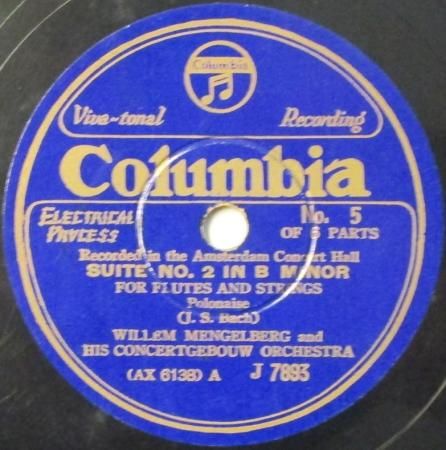 Columbia
Viva-tonal Recording
Columbia
ELECTRICAL PROCESS
No. 5
OF 6 PARTS
Recorded in the Amsterdam Concert Hall
SUITE NO. 2 IN B MINOR
FOR FLUTES AND STRINGS
Polonaise
(J. S. Bach)
WILLEM MENGELBERG and
HIS CONCERTGEBOUW ORCHESTRA
(AX 6138) A J 7893